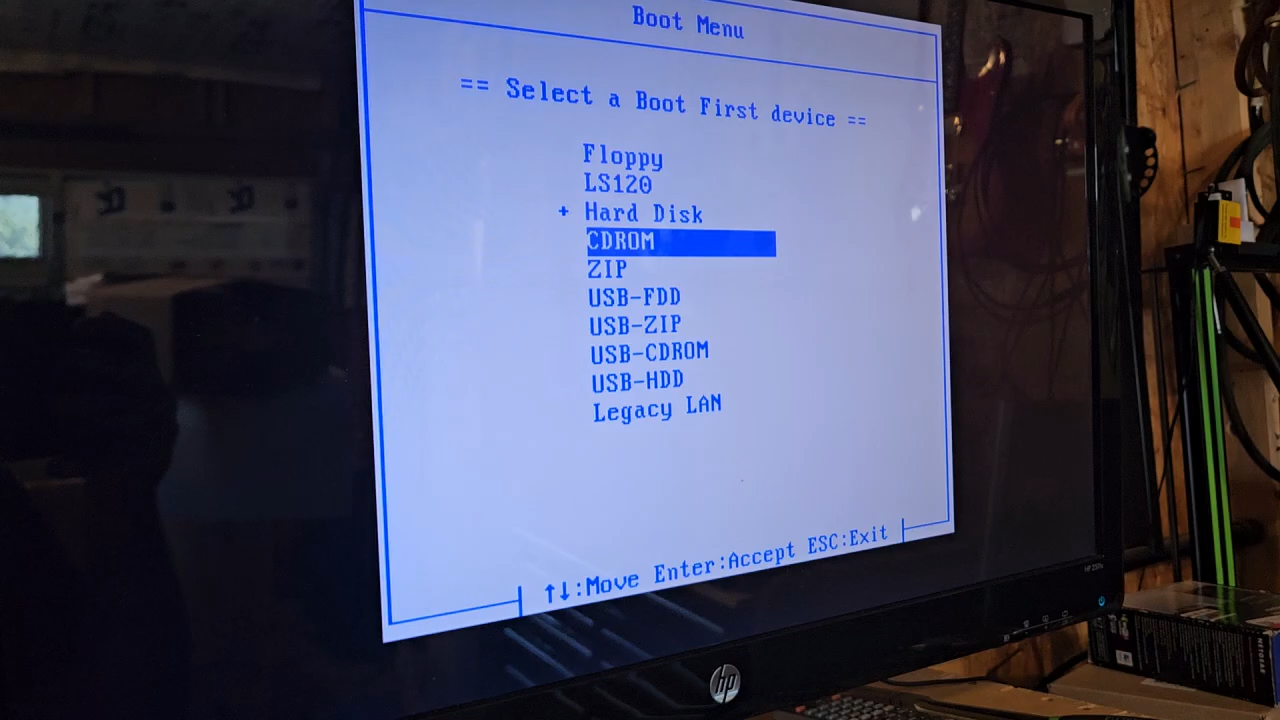 Boot Menu
== Select a Boot First device ==
Floppy
LS120
+ Hard Disk
CDROM
ZIP
USB-FDD
USB-ZIP
USB-CDROM
USB-HDD
Legacy LAN
↑↓:Move Enter:Accept ESC:Exit
hp
NETGEAR